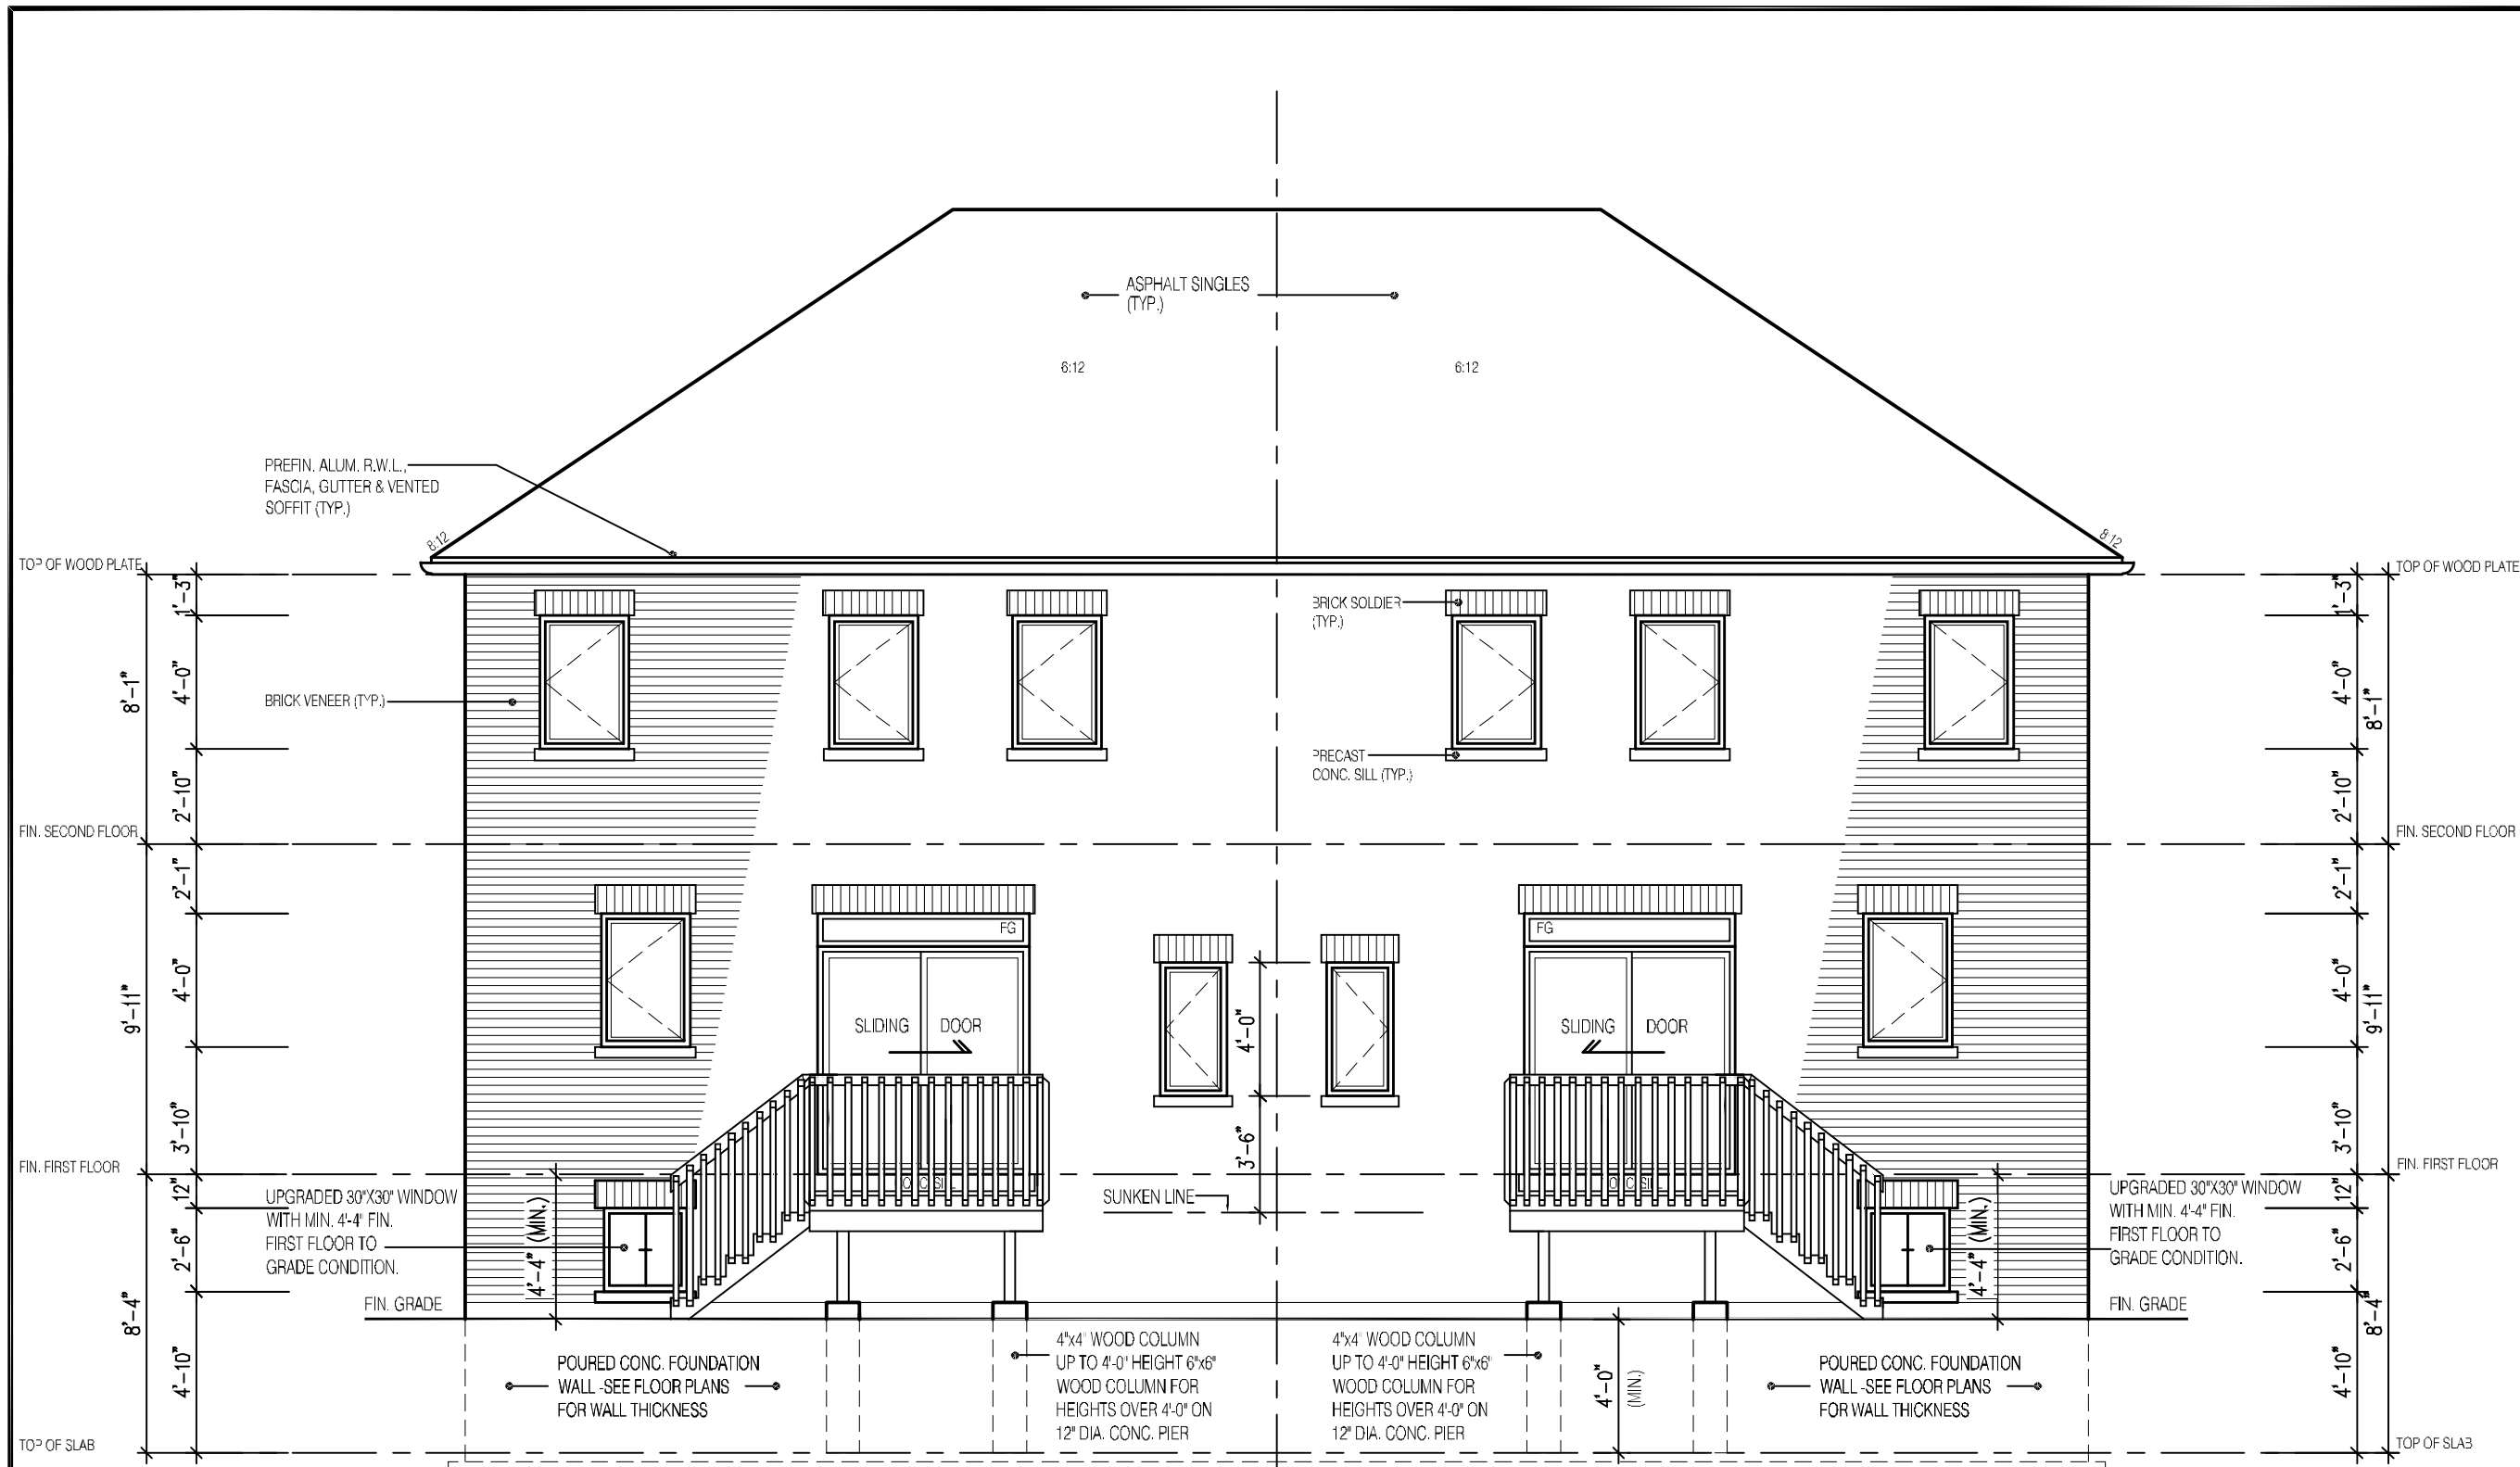 ASPHALT SINGLES
(TYP.)
6:12
6:12
PREFIN. ALUM. R.W.L.,
FASCIA, GUTTER & VENTED
SOFFIT (TYP.)
8:12
8:12
TOP OF WOOD PLATE
TOP OF WOOD PLATE
1'-3"
1'-3"
BRICK SOLDIER
(TYP.)
4'-0"
4'-0"
8'-1"
8'-1"
BRICK VENEER (TYP.)
PRECAST
CONC. SILL (TYP.)
2'-10"
2'-10"
FIN. SECOND FLOOR
FIN. SECOND FLOOR
2'-1"
2'-1"
FG
FG
4'-0"
4'-0"
9'-11"
9'-11"
SLIDING DOOR
4'-0"
SLIDING DOOR
3'-10"
3'-6"
3'-10"
FIN. FIRST FLOOR
FIN. FIRST FLOOR
12"
12"
SUNKEN LINE
UPGRADED 30"X30" WINDOW
WITH MIN. 4'-4" FIN.
FIRST FLOOR TO
GRADE CONDITION.
4'-4" (MIN.)
4'-4" (MIN.)
UPGRADED 30"X30" WINDOW
WITH MIN. 4'-4" FIN.
FIRST FLOOR TO
GRADE CONDITION.
2'-6"
2'-6"
FIN. GRADE
FIN. GRADE
8'-4"
8'-4"
4'-10"
4'-10"
POURED CONC. FOUNDATION
WALL -SEE FLOOR PLANS
FOR WALL THICKNESS
4"x4" WOOD COLUMN
UP TO 4'-0" HEIGHT 6"x6"
WOOD COLUMN FOR
HEIGHTS OVER 4'-0" ON
12" DIA. CONC. PIER
4"x4" WOOD COLUMN
UP TO 4'-0" HEIGHT 6"x6"
WOOD COLUMN FOR
HEIGHTS OVER 4'-0" ON
12" DIA. CONC. PIER
4'-0"
(MIN.)
POURED CONC. FOUNDATION
WALL -SEE FLOOR PLANS
FOR WALL THICKNESS
TOP OF SLAB
TOP OF SLAB